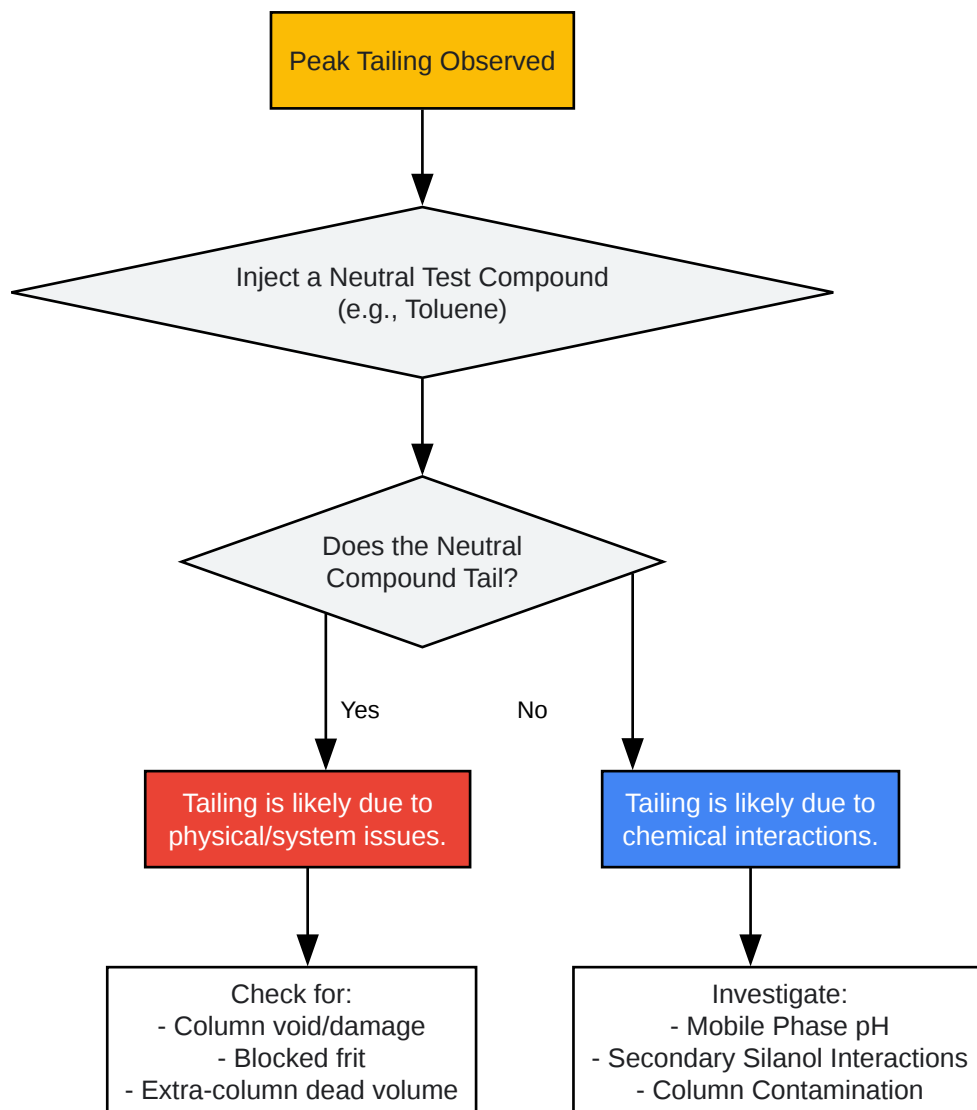 Peak Tailing Observed
Inject a Neutral Test Compound
(e.g., Toluene)
Does the Neutral
Compound Tail?
Yes
No
Tailing is likely due to
physical/system issues.
Tailing is likely due to
chemical interactions.
Check for:
- Column void/damage
- Blocked frit
- Extra-column dead volume
Investigate:
- Mobile Phase pH
- Secondary Silanol Interactions
- Column Contamination